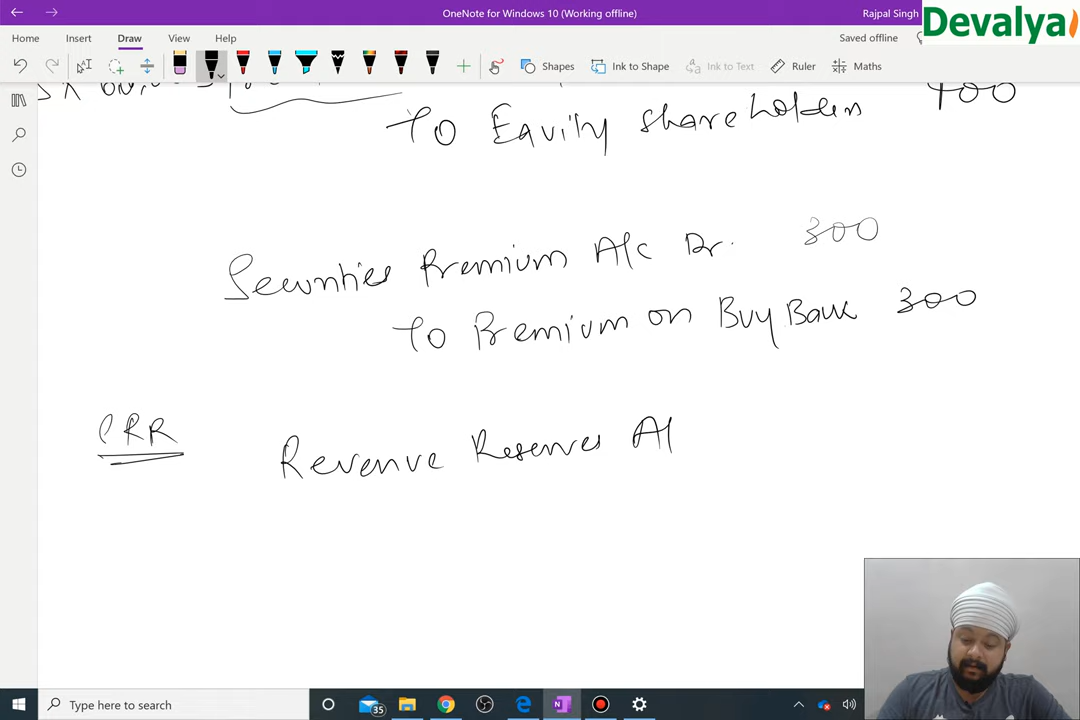 OneNote for Windows 10 (Working offline)
Rajpal Singh
Devalya
Home Insert Draw View Help
Saved offline
Shapes Ink to Shape Ink to Text Ruler Maths
400
To Equity Shareholders
Securities Premium A/c Dr. 300
To Premium on Buy Back 300
CRR
Revenue Reserves A/
Type here to search
35